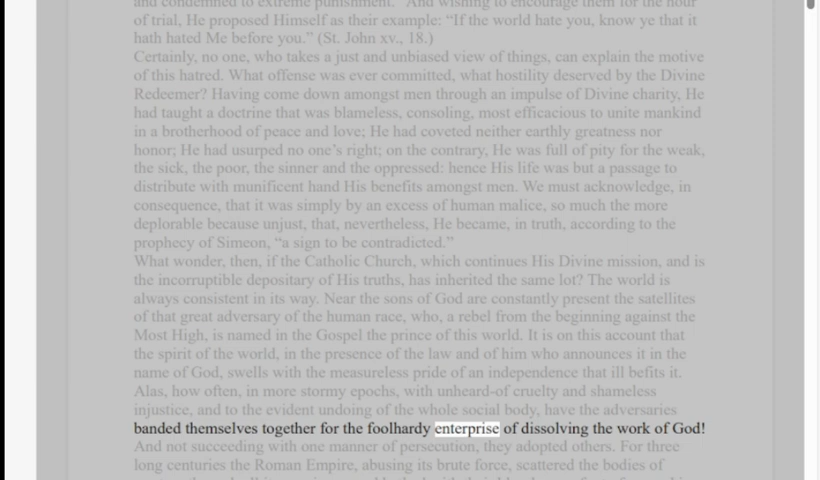 and condemned to extreme punishment." And wishing to encourage them for the hour
of trial, He proposed Himself as their example: “If the world hate you, know ye that it
hath hated Me before you.” (St. John xv., 18.)
Certainly, no one, who takes a just and unbiased view of things, can explain the motive
of this hatred. What offense was ever committed, what hostility deserved by the Divine
Redeemer? Having come down amongst men through an impulse of Divine charity, He
had taught a doctrine that was blameless, consoling, most efficacious to unite mankind
in a brotherhood of peace and love; He had coveted neither earthly greatness nor
honor; He had usurped no one’s right; on the contrary, He was full of pity for the weak,
the sick, the poor, the sinner and the oppressed: hence His life was but a passage to
distribute with munificent hand His benefits amongst men. We must acknowledge, in
consequence, that it was simply by an excess of human malice, so much the more
deplorable because unjust, that, nevertheless, He became, in truth, according to the
prophecy of Simeon, “a sign to be contradicted.”
What wonder, then, if the Catholic Church, which continues His Divine mission, and is
the incorruptible depositary of His truths, has inherited the same lot? The world is
always consistent in its way. Near the sons of God are constantly present the satellites
of that great adversary of the human race, who, a rebel from the beginning against the
Most High, is named in the Gospel the prince of this world. It is on this account that
the spirit of the world, in the presence of the law and of him who announces it in the
name of God, swells with the measureless pride of an independence that ill befits it.
Alas, how often, in more stormy epochs, with unheard-of cruelty and shameless
injustice, and to the evident undoing of the whole social body, have the adversaries
banded themselves together for the foolhardy enterprise of dissolving the work of God!
And not succeeding with one manner of persecution, they adopted others. For three
long centuries the Roman Empire, abusing its brute force, scattered the bodies of